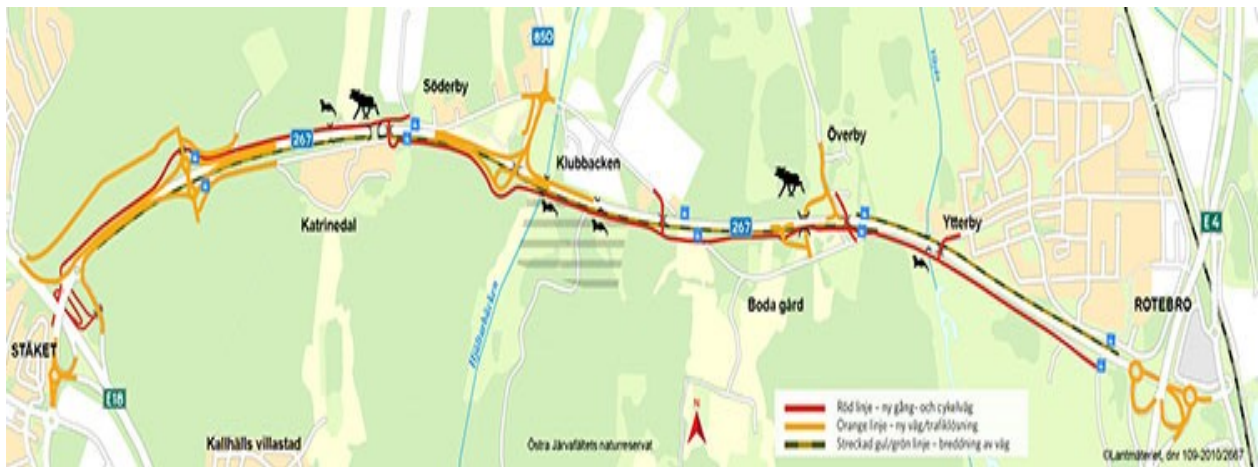 850
Söderby
267
Klubbacken
Överby
Katrinedal
267
Ytterby
E 4
Boda gård
ROTEBRO
STÄKET
E18
Kallhälls villastad
Östra Järvafältets naturreservat
N
Röd linje – ny gång- och cykelväg
Orange linje – ny väg/trafiklösning
Streckad gul/grön linje – breddning av väg
©Lantmäteriet, dnr 109-2010/2667